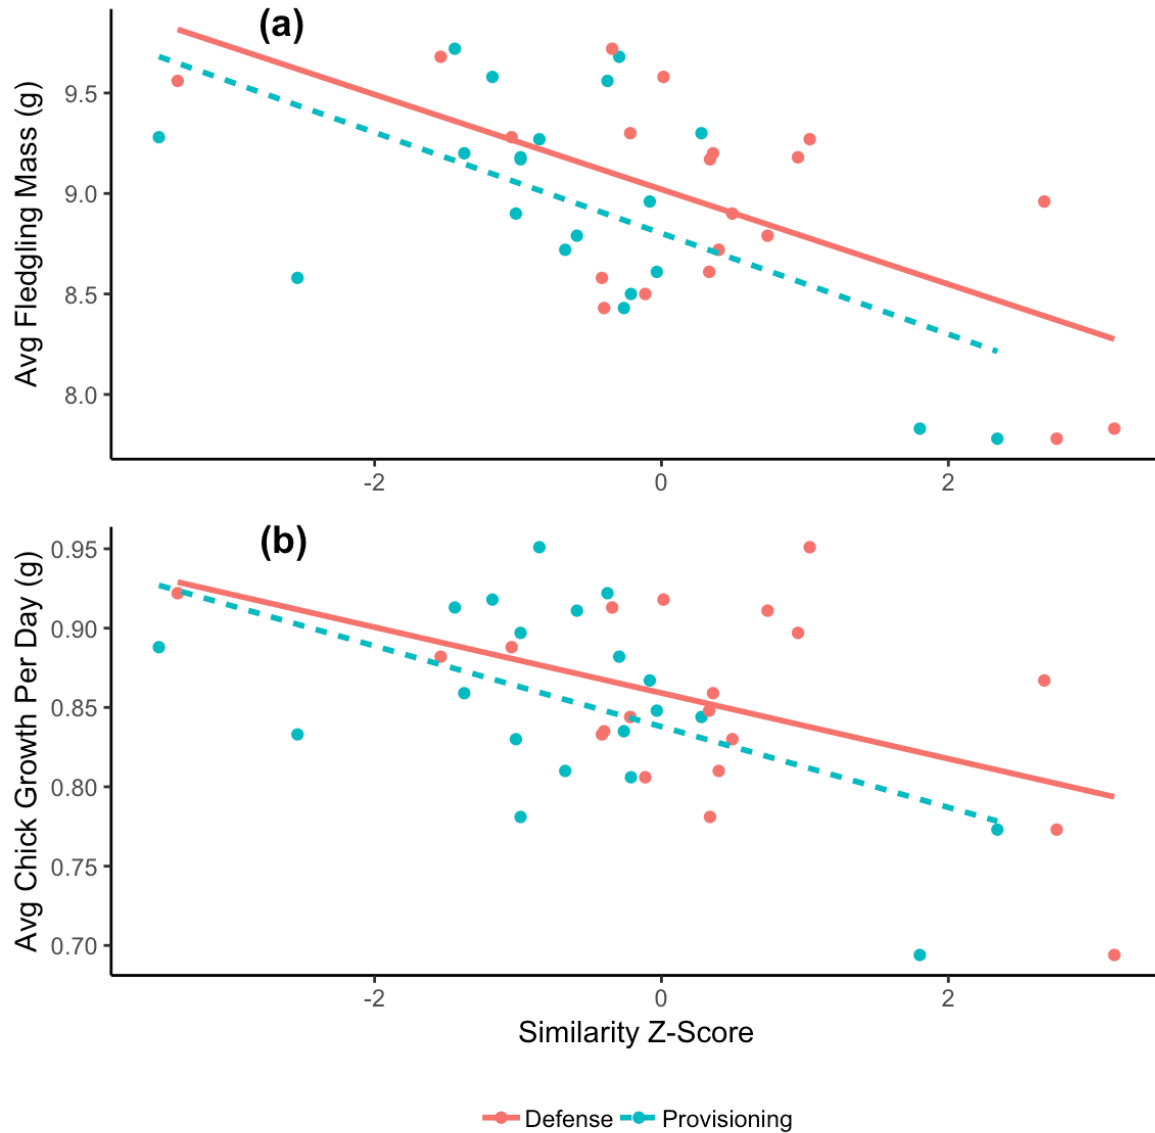 (a)
Avg Fledgling Mass (g)
9.5
9.0
8.5
8.0
-2 0 2
(b)
Avg Chick Growth Per Day (g)
0.95
0.90
0.85
0.80
0.75
0.70
-2 0 2
Similarity Z-Score
Defense Provisioning